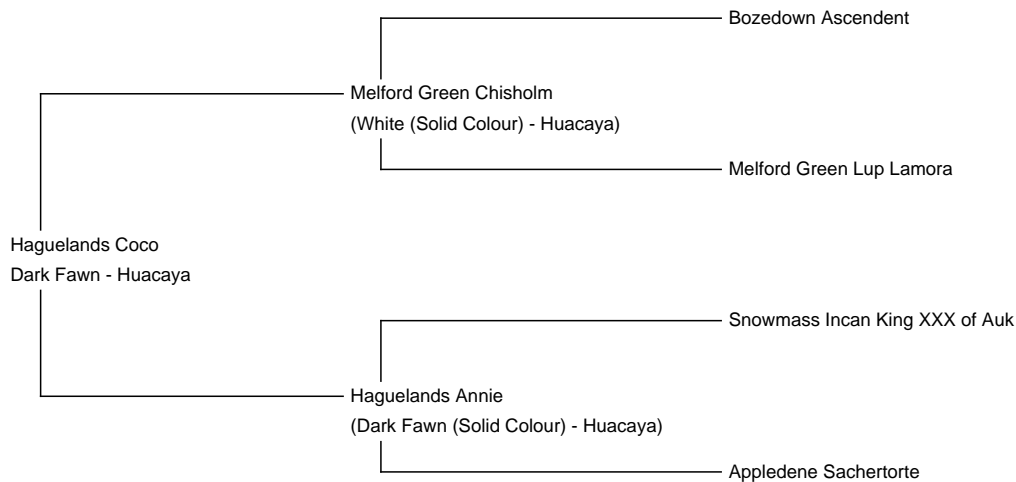 Bozedown Ascendent
Melford Green Chisholm
(White (Solid Colour) - Huacaya)
Melford Green Lup Lamora
Haguelands Coco
Dark Fawn - Huacaya
Snowmass Incan King XXX of Auk
Haguelands Annie
(Dark Fawn (Solid Colour) - Huacaya)
Appledene Sachertorte